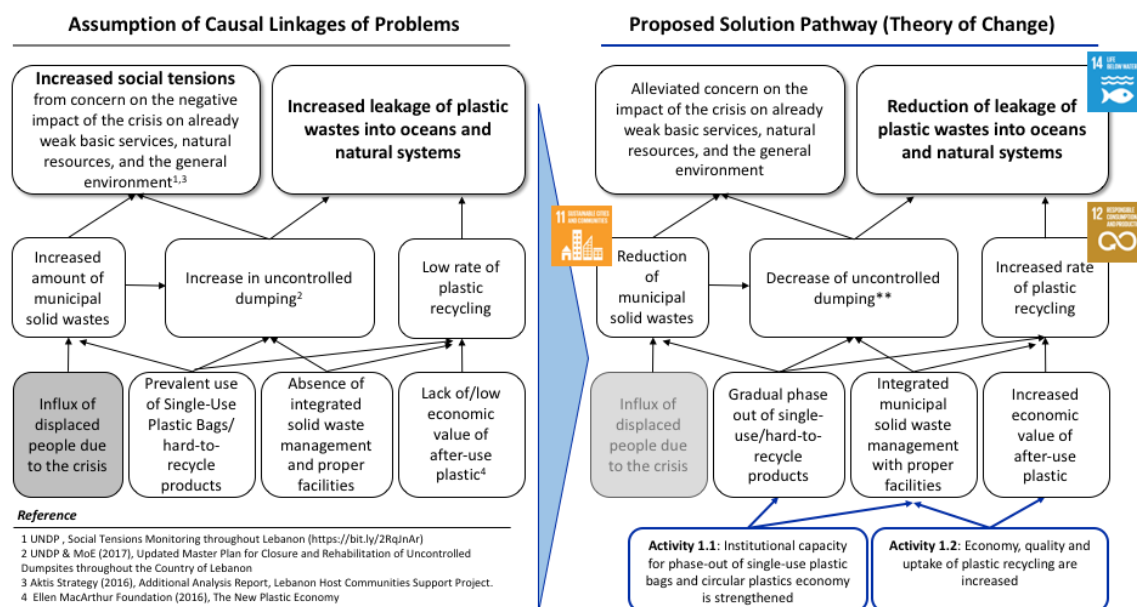 Assumption of Causal Linkages of Problems
Increased social tensions
from concern on the negative
impact of the crisis on already
weak basic services, natural
resources, and the general
environment1,3
Increased leakage of plastic
wastes into oceans and
natural systems
Increased
amount of
municipal
solid wastes
Increase in uncontrolled
dumping2
Low rate of
plastic
recycling
Influx of
displaced
people due
to the crisis
Prevalent use
of Single-Use
Plastic Bags/
hard-to-
recycle
products
Absence of
integrated
solid waste
management
and proper
facilities
Lack of/low
economic
value of
after-use
plastic4
Reference
1 UNDP , Social Tensions Monitoring throughout Lebanon (https://bit.ly/2RqJnAr)
2 UNDP & MoE (2017), Updated Master Plan for Closure and Rehabilitation of Uncontrolled
Dumpsites throughout the Country of Lebanon
3 Aktis Strategy (2016), Additional Analysis Report, Lebanon Host Communities Support Project.
4 Ellen MacArthur Foundation (2016), The New Plastic Economy
Proposed Solution Pathway (Theory of Change)
Alleviated concern on the
impact of the crisis on already
weak basic services, natural
resources, and the general
environment
Reduction of leakage of
plastic wastes into oceans
and natural systems
14 LIFE
BELOW WATER
11 SUSTAINABLE CITIES
AND COMMUNITIES
12 RESPONSIBLE
CONSUMPTION
Reduction
of
municipal
solid wastes
Decrease of uncontrolled
dumping**
Increased rate
of plastic
recycling
Influx of
displaced
people due
to the crisis
Gradual phase
out of single-
use/hard-to-
recycle
products
Integrated
municipal
solid waste
management
with proper
facilities
Increased
economic
value of
after-use
plastic
Activity 1.1: Institutional capacity
for phase-out of single-use plastic
bags and circular plastics economy
is strengthened
Activity 1.2: Economy, quality and
uptake of plastic recycling are
increased